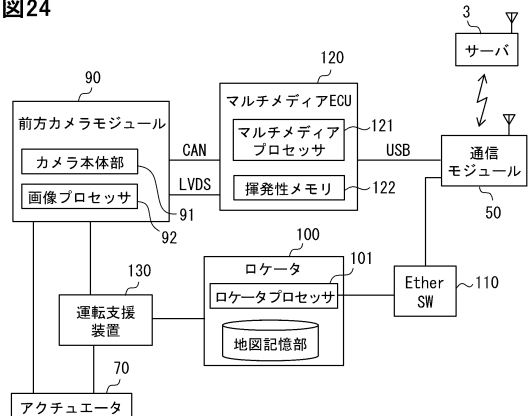 図24
3
サーバ
90
前方カメラモジュール
カメラ本体部
画像プロセッサ
91
92
CAN
LVDS
120
マルチメディアECU
マルチメディア
プロセッサ
121
揮発性メモリ
122
USB
通信
モジュール
50
100
ロケータ
101
ロケータプロセッサ
地図記憶部
Ether
SW
110
130
運転支援
装置
70
アクチュエータ